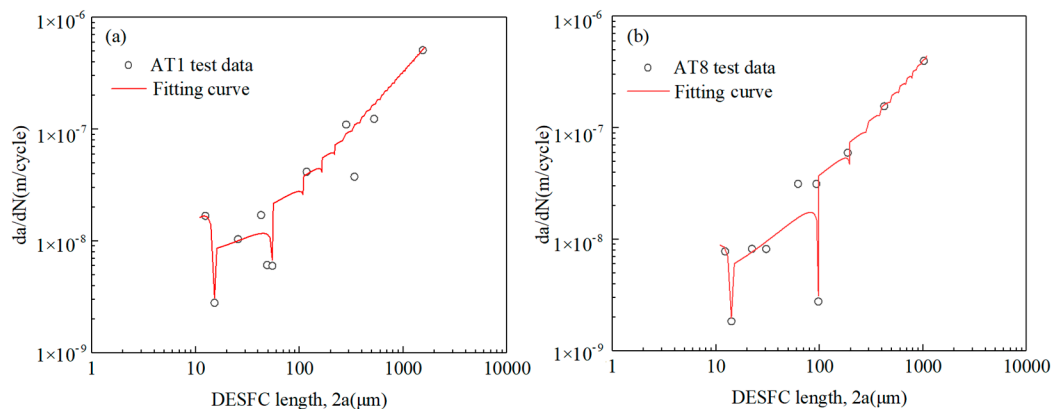 (a)
AT1 test data
Fitting curve
da/dN(m/cycle)
1×10⁻⁶
1×10⁻⁷
1×10⁻⁸
1×10⁻⁹
1 10 100 1000 10000
DESFC length, 2a(μm)
(b)
AT8 test data
Fitting curve
da/dN(m/cycle)
1×10⁻⁶
1×10⁻⁷
1×10⁻⁸
1×10⁻⁹
1 10 100 1000 10000
DESFC length, 2a(μm)